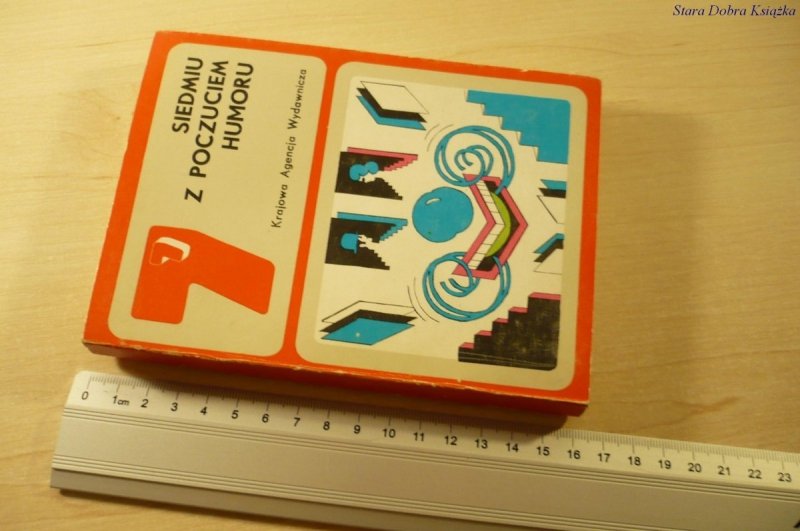 Stara Dobra Książka
SIEDMIU
Z POCZUCIEM
HUMORU
Krajowa Agencja Wydawnicza
7
0 1cm 2 3 4 5 6 7 8 9 10 11 12 13 14 15 16 17 18 19 20 21 22 23